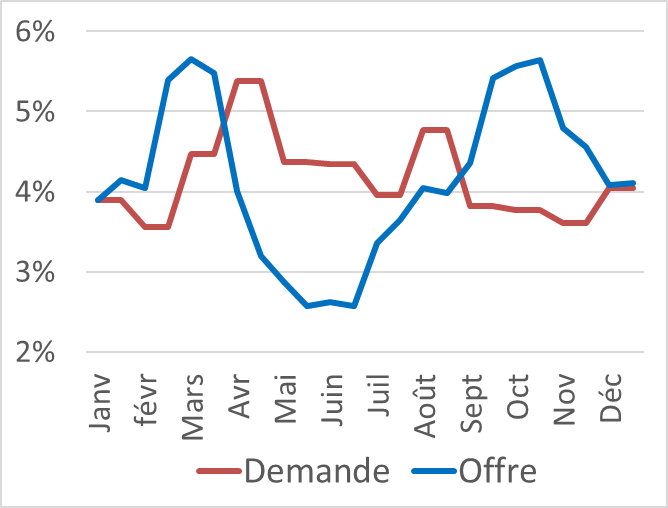 6%
5%
4%
3%
2%
Janv
févr
Mars
Avr
Mai
Juin
Juil
Août
Sept
Oct
Nov
Déc
Demande Offre